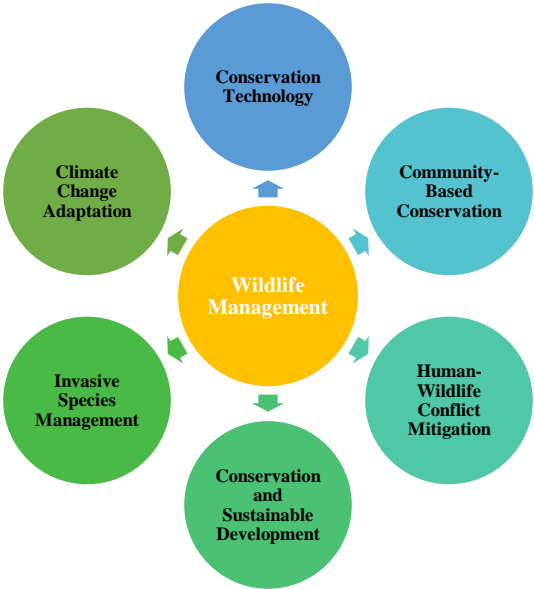 Conservation
Technology
Climate
Change
Adaptation
Community-
Based
Conservation
Wildlife
Management
Invasive
Species
Management
Human-
Wildlife
Conflict
Mitigation
Conservation
and
Sustainable
Development